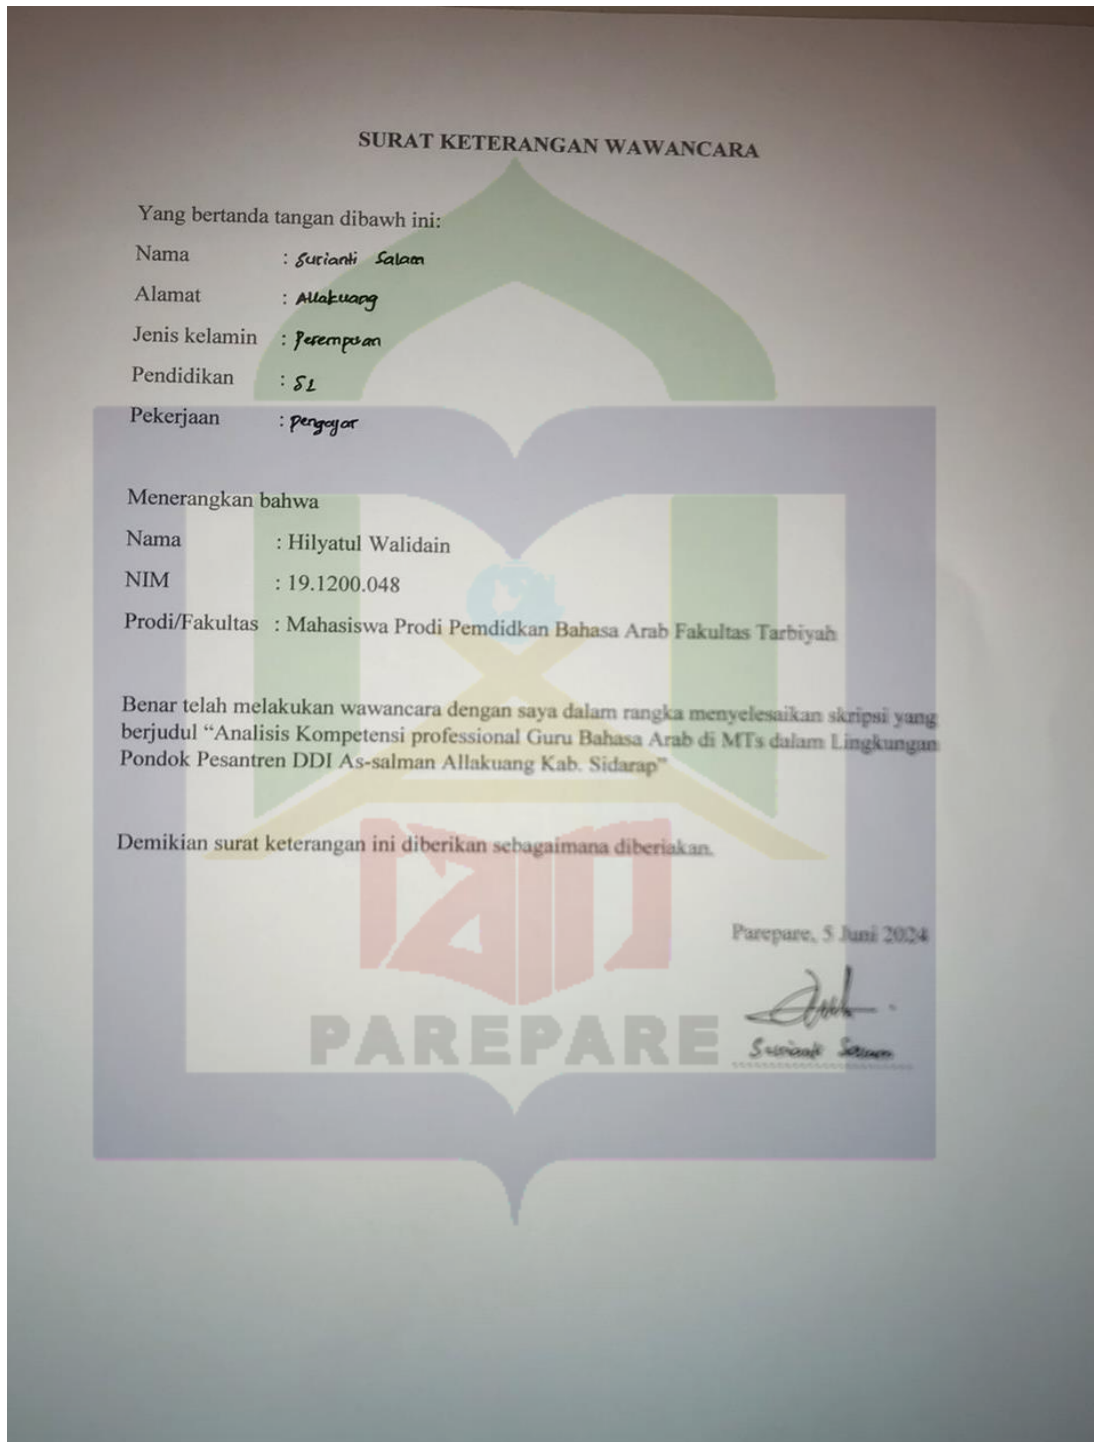 SURAT KETERANGAN WAWANCARA
Yang bertanda tangan dibawh ini:
Nama : Surianti Salam
Alamat : Allakuang
Jenis kelamin : Perempuan
Pendidikan : S1
Pekerjaan : pengajar
Menerangkan bahwa
Nama : Hilyatul Walidain
NIM : 19.1200.048
Prodi/Fakultas : Mahasiswa Prodi Pemdidkan Bahasa Arab Fakultas Tarbiyah
Benar telah melakukan wawancara dengan saya dalam rangka menyelesaikan skripsi yang
berjudul “Analisis Kompetensi professional Guru Bahasa Arab di MTs dalam Lingkungan
Pondok Pesantren DDI As-salman Allakuang Kab. Sidarap”
Demikian surat keterangan ini diberikan sebagaimana diberiakan.
Parepare, 5 Juni 2024
Surianti Salam
iain
PAREPARE